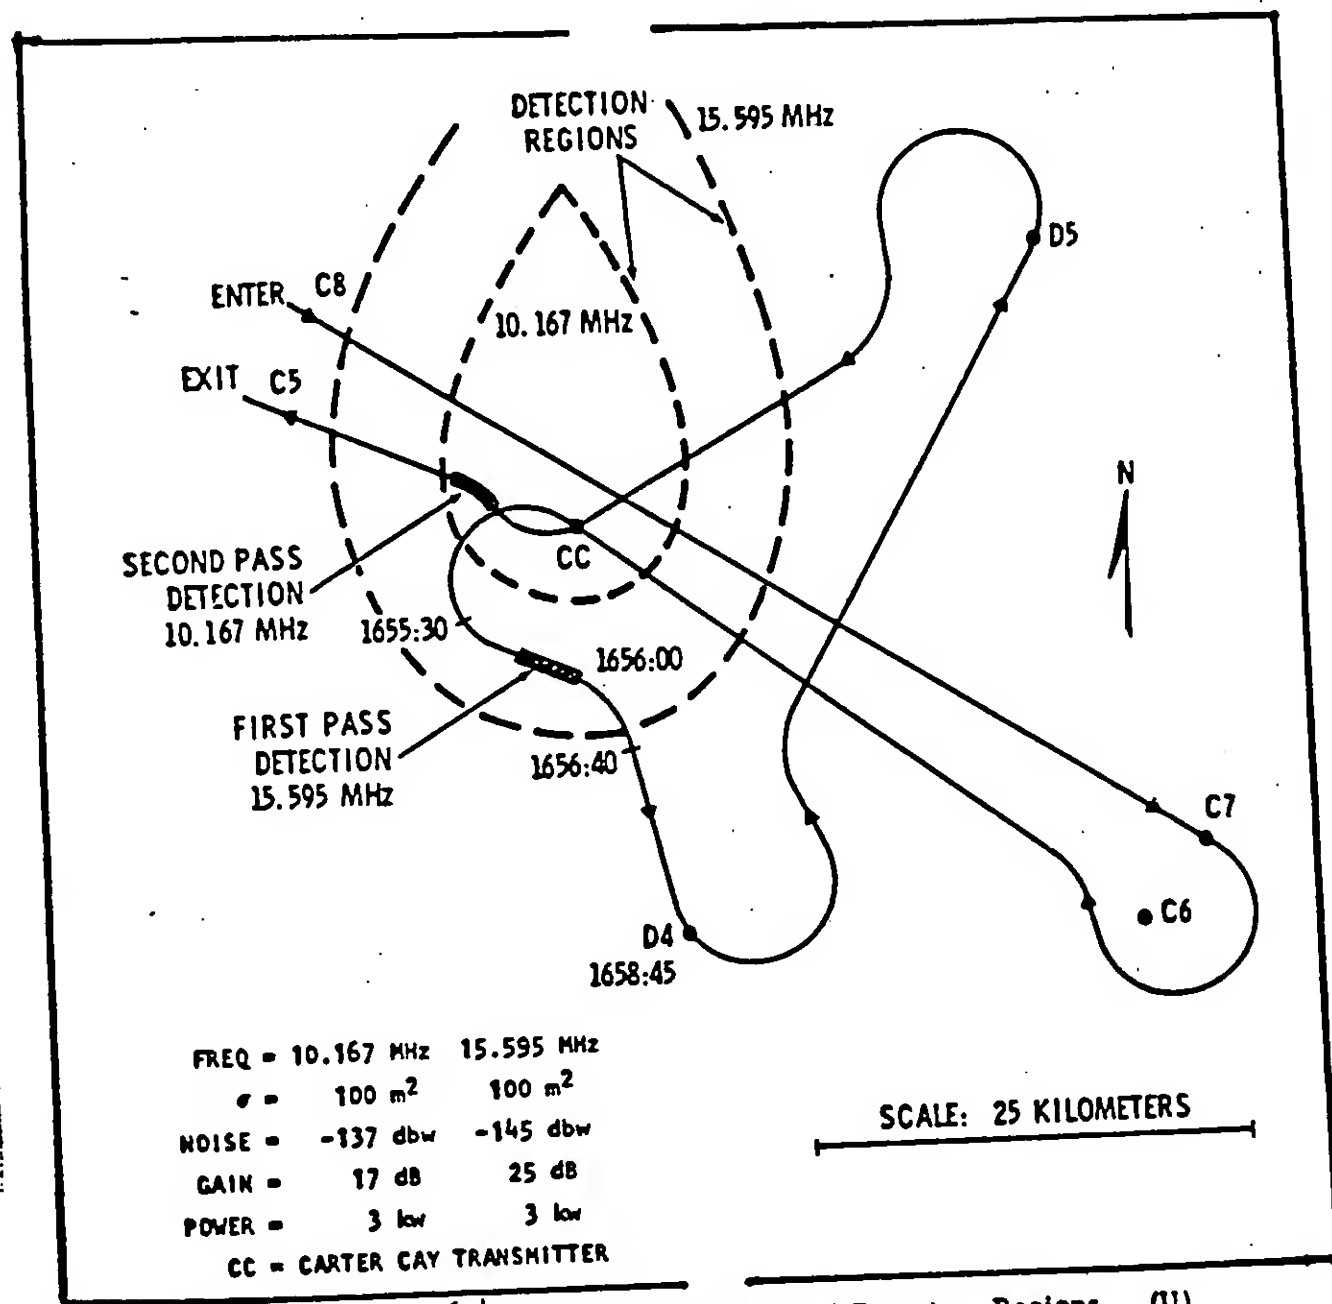 DETECTION
REGIONS
15.595 MHz
ENTER C8
10.167 MHz
D5
EXIT C5
N
CC
SECOND PASS
DETECTION
10.167 MHz
1655:30
1656:00
FIRST PASS
DETECTION
15.595 MHz
1656:40
C7
C6
D4
1658:45
FREQ = 10.167 MHz 15.595 MHz
σ = 100 m² 100 m²
NOISE = -137 dbw -145 dbw
GAIN = 17 dB 25 dB
POWER = 3 kw 3 kw
CC = CARTER CAY TRANSMITTER
SCALE: 25 KILOMETERS
Regions (U)